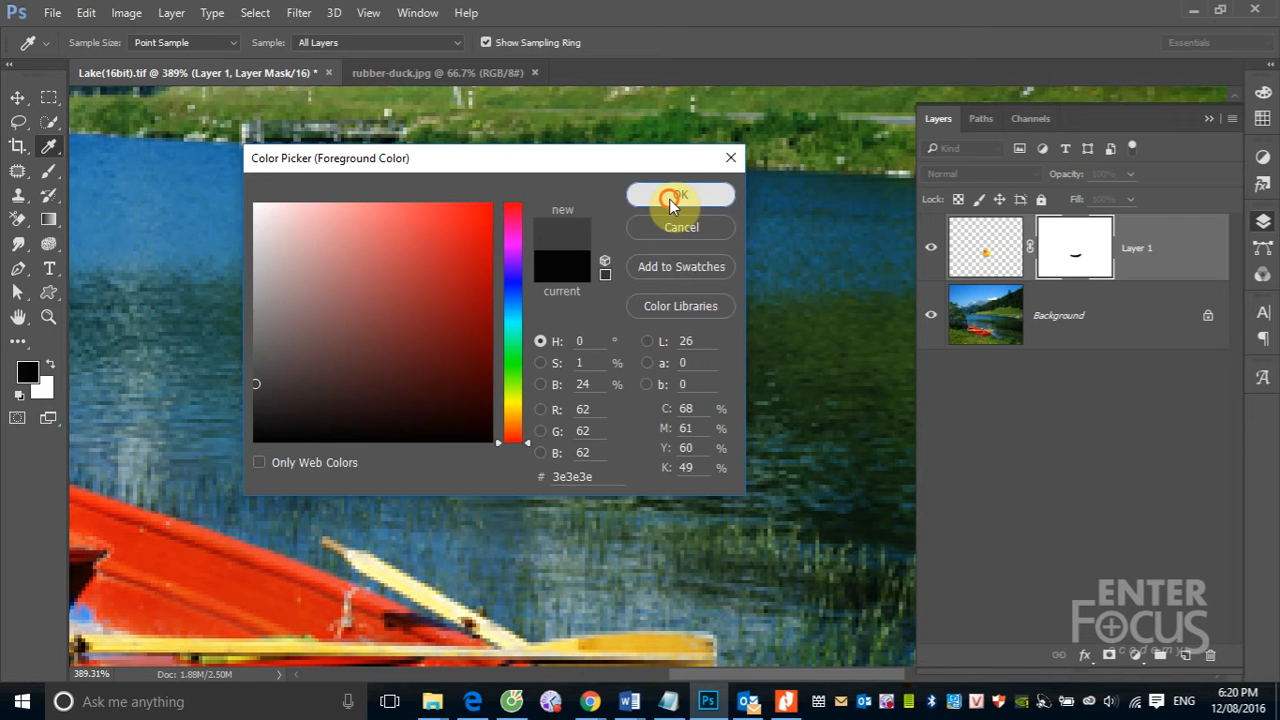 Ps File Edit Image Layer Type Select Filter 3D View Window Help
Sample Size: Point Sample Sample: All Layers Show Sampling Ring Essentials
Lake(16bit).tif @ 389% (Layer 1, Layer Mask/16) * × rubber-duck.jpg @ 66.7% (RGB/8#) ×
Layers Paths Channels
Kind
Normal Opacity: 100%
Lock: Fill: 100%
Layer 1
Background
Color Picker (Foreground Color)
new
current
OK
Cancel
Add to Swatches
Color Libraries
H: 0 ° L: 26
S: 1 % a: 0
B: 24 % b: 0
R: 62 C: 68 %
G: 62 M: 61 %
B: 62 Y: 60 %
K: 49 %
# 3e3e3e
Only Web Colors
ENTER
FOCUS
academy
389.31% Doc: 1.88M/2.50M
Ask me anything
ENG
6:20 PM
12/08/2016